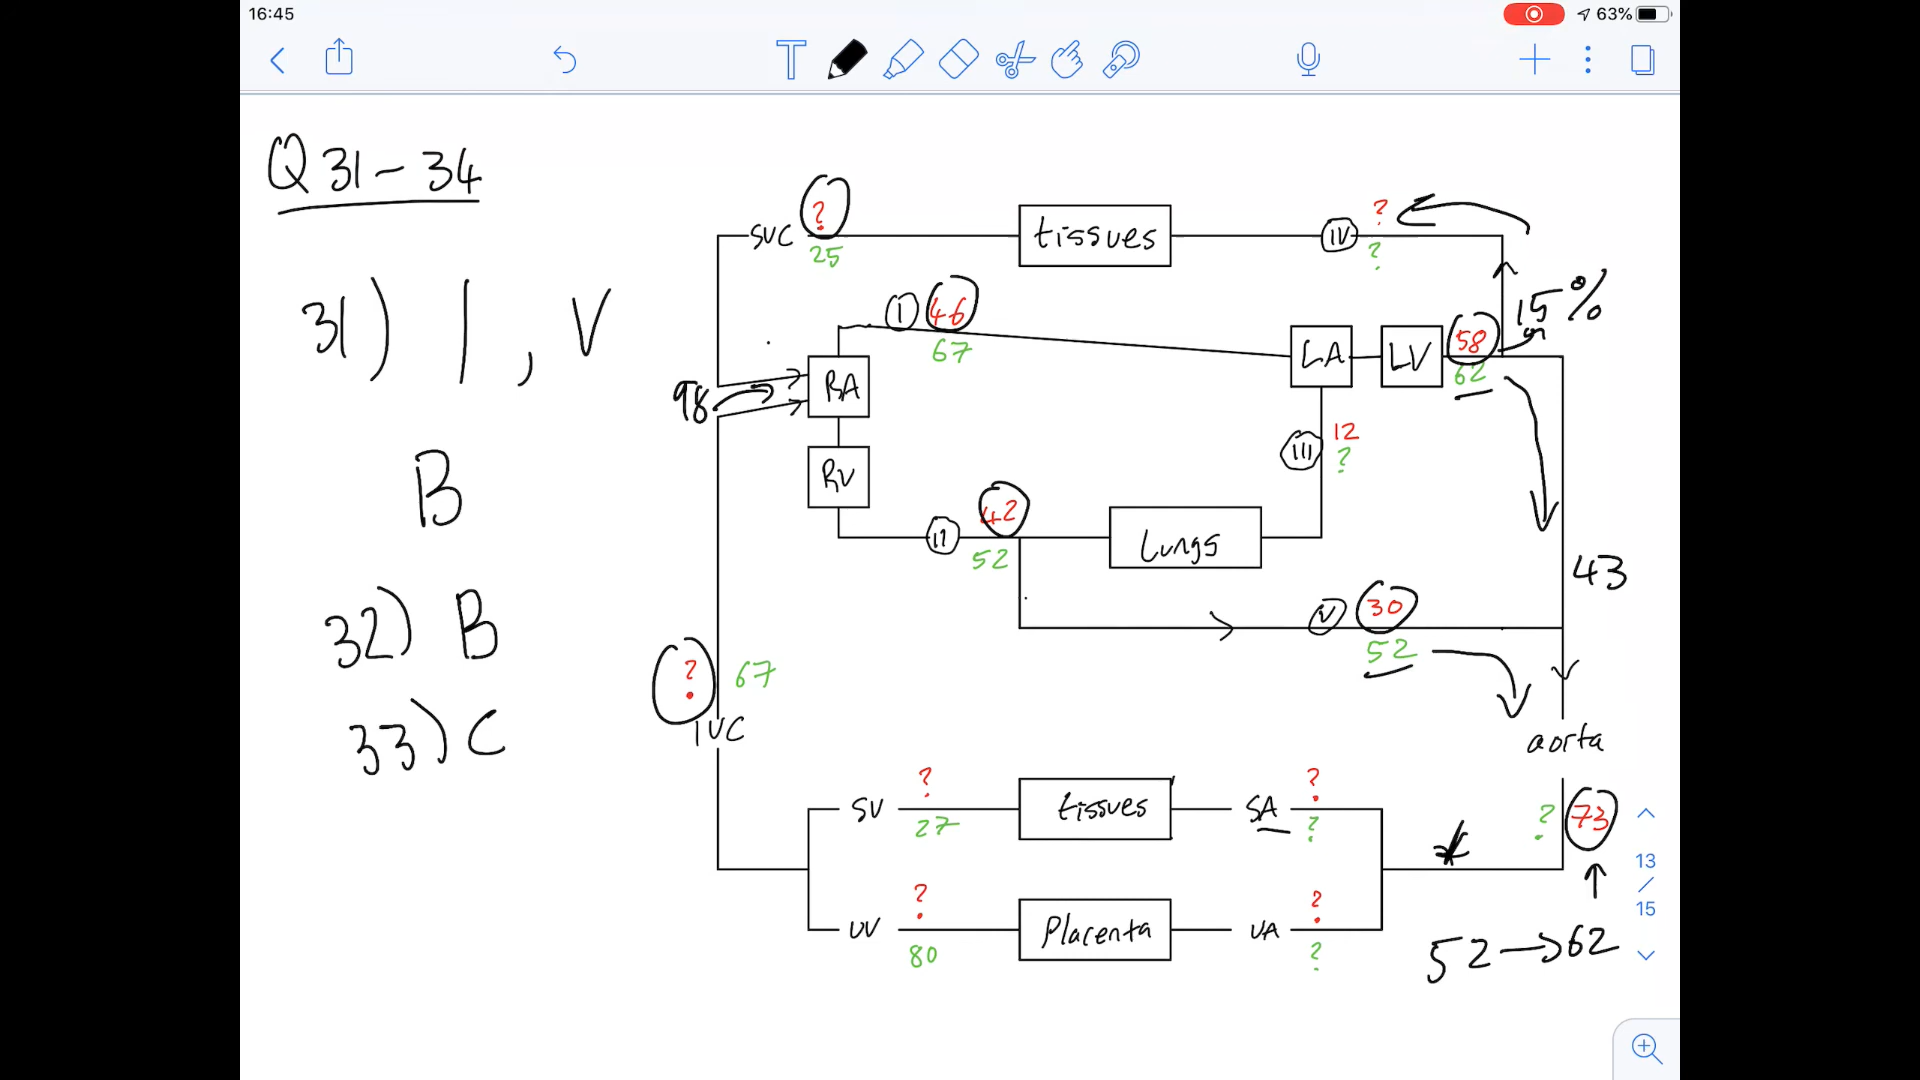 16:45
63%
Q 31-34
31) I, V
B
32) B
33) C
SVC ? 25
tissues
IV ? ?
15%
I 46 67
LA
LV
58 62
98
RA
III 12 ?
RV
II 42 52
Lungs
43
V 30 52
? 67
IVC
aorta
SV ? 27
tissues
SA ? ?
? 73
UV ? 80
Placenta
UA ? ?
52 → 62
13
/
15